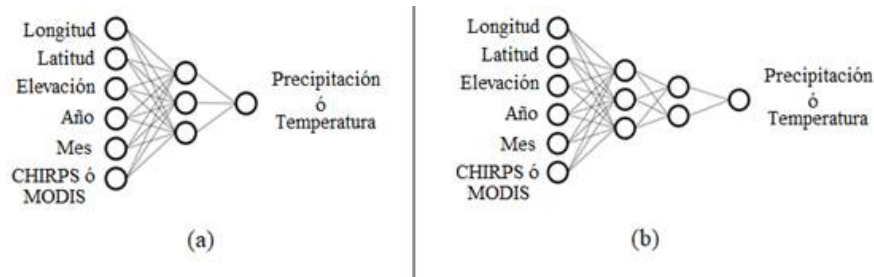 Longitud
Latitud
Elevación
Año
Mes
CHIRPS ó
MODIS
Precipitación
ó
Temperatura
(a)
Longitud
Latitud
Elevación
Año
Mes
CHIRPS ó
MODIS
Precipitación
ó
Temperatura
(b)